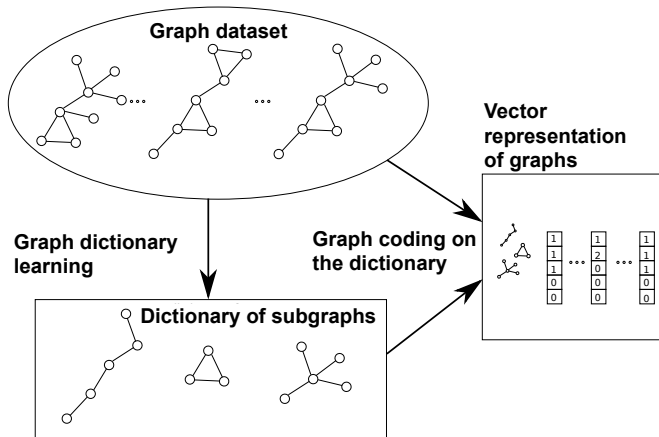 Graph dataset
Vector
representation
of graphs
Graph dictionary
learning
Graph coding on
the dictionary
1 1 1
1 2 1
1 0 1
0 0 0
0 0 0
Dictionary of subgraphs